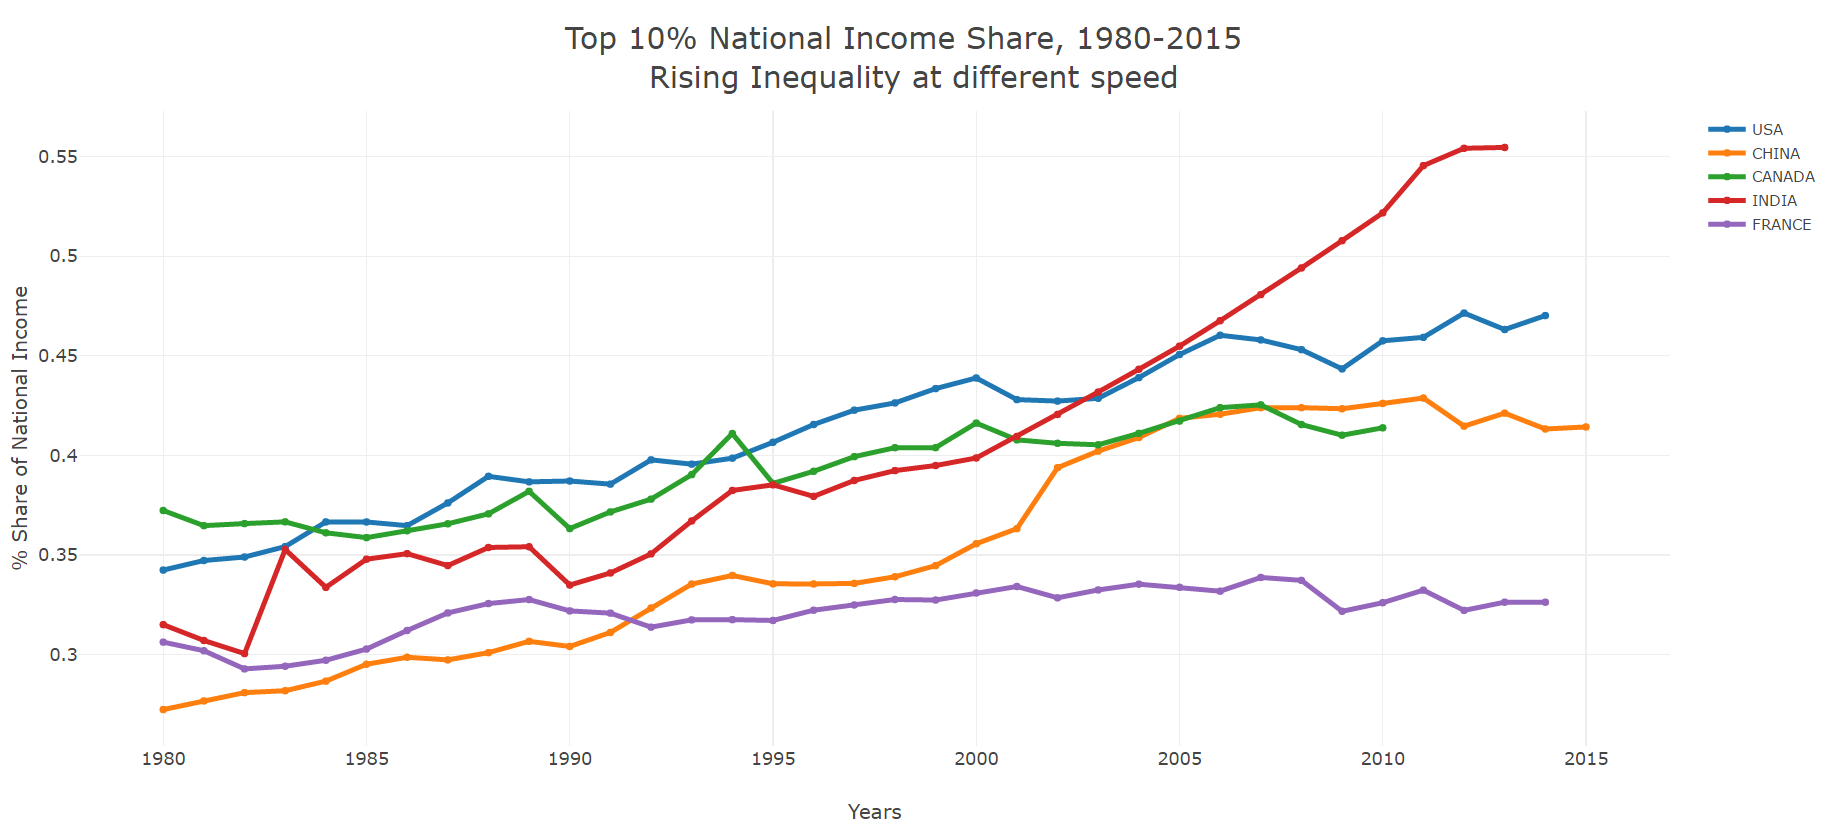 Top 10% National Income Share, 1980-2015
Rising Inequality at different speed
USA
CHINA
CANADA
INDIA
FRANCE
% Share of National Income
0.55
0.5
0.45
0.4
0.35
0.3
1980 1985 1990 1995 2000 2005 2010 2015
Years